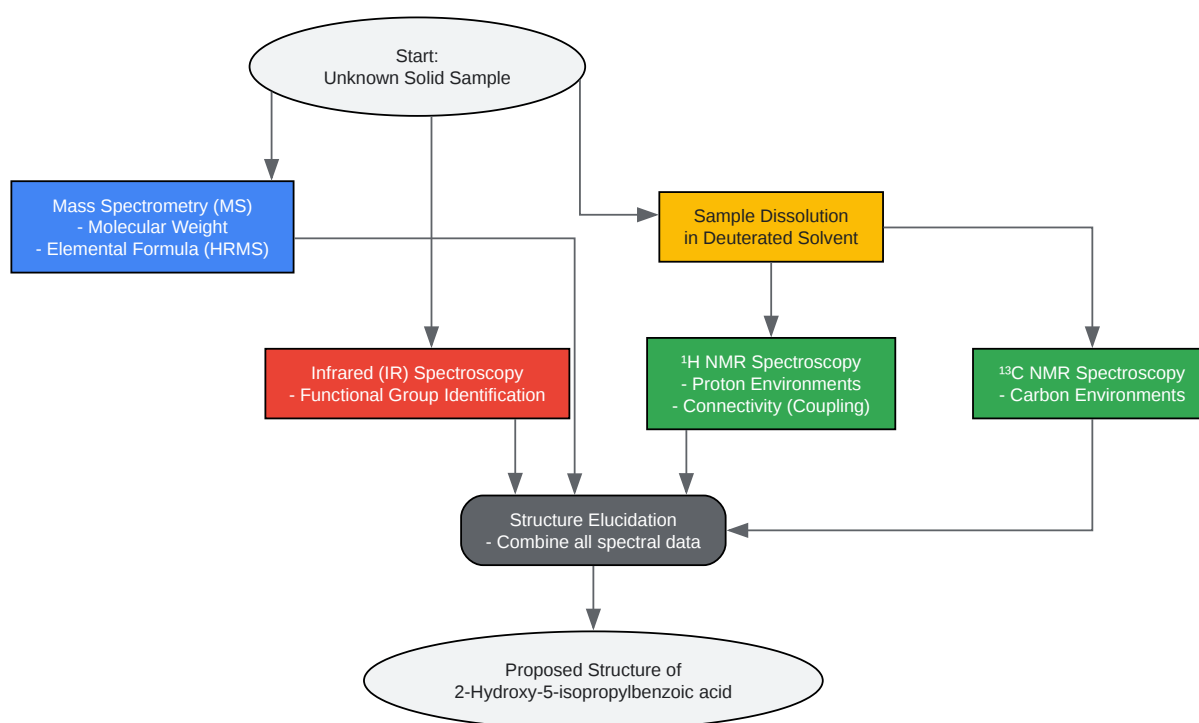 Start:
Unknown Solid Sample
Mass Spectrometry (MS)
- Molecular Weight
- Elemental Formula (HRMS)
Sample Dissolution
in Deuterated Solvent
Infrared (IR) Spectroscopy
- Functional Group Identification
¹H NMR Spectroscopy
- Proton Environments
- Connectivity (Coupling)
¹³C NMR Spectroscopy
- Carbon Environments
Structure Elucidation
- Combine all spectral data
Proposed Structure of
2-Hydroxy-5-isopropylbenzoic acid